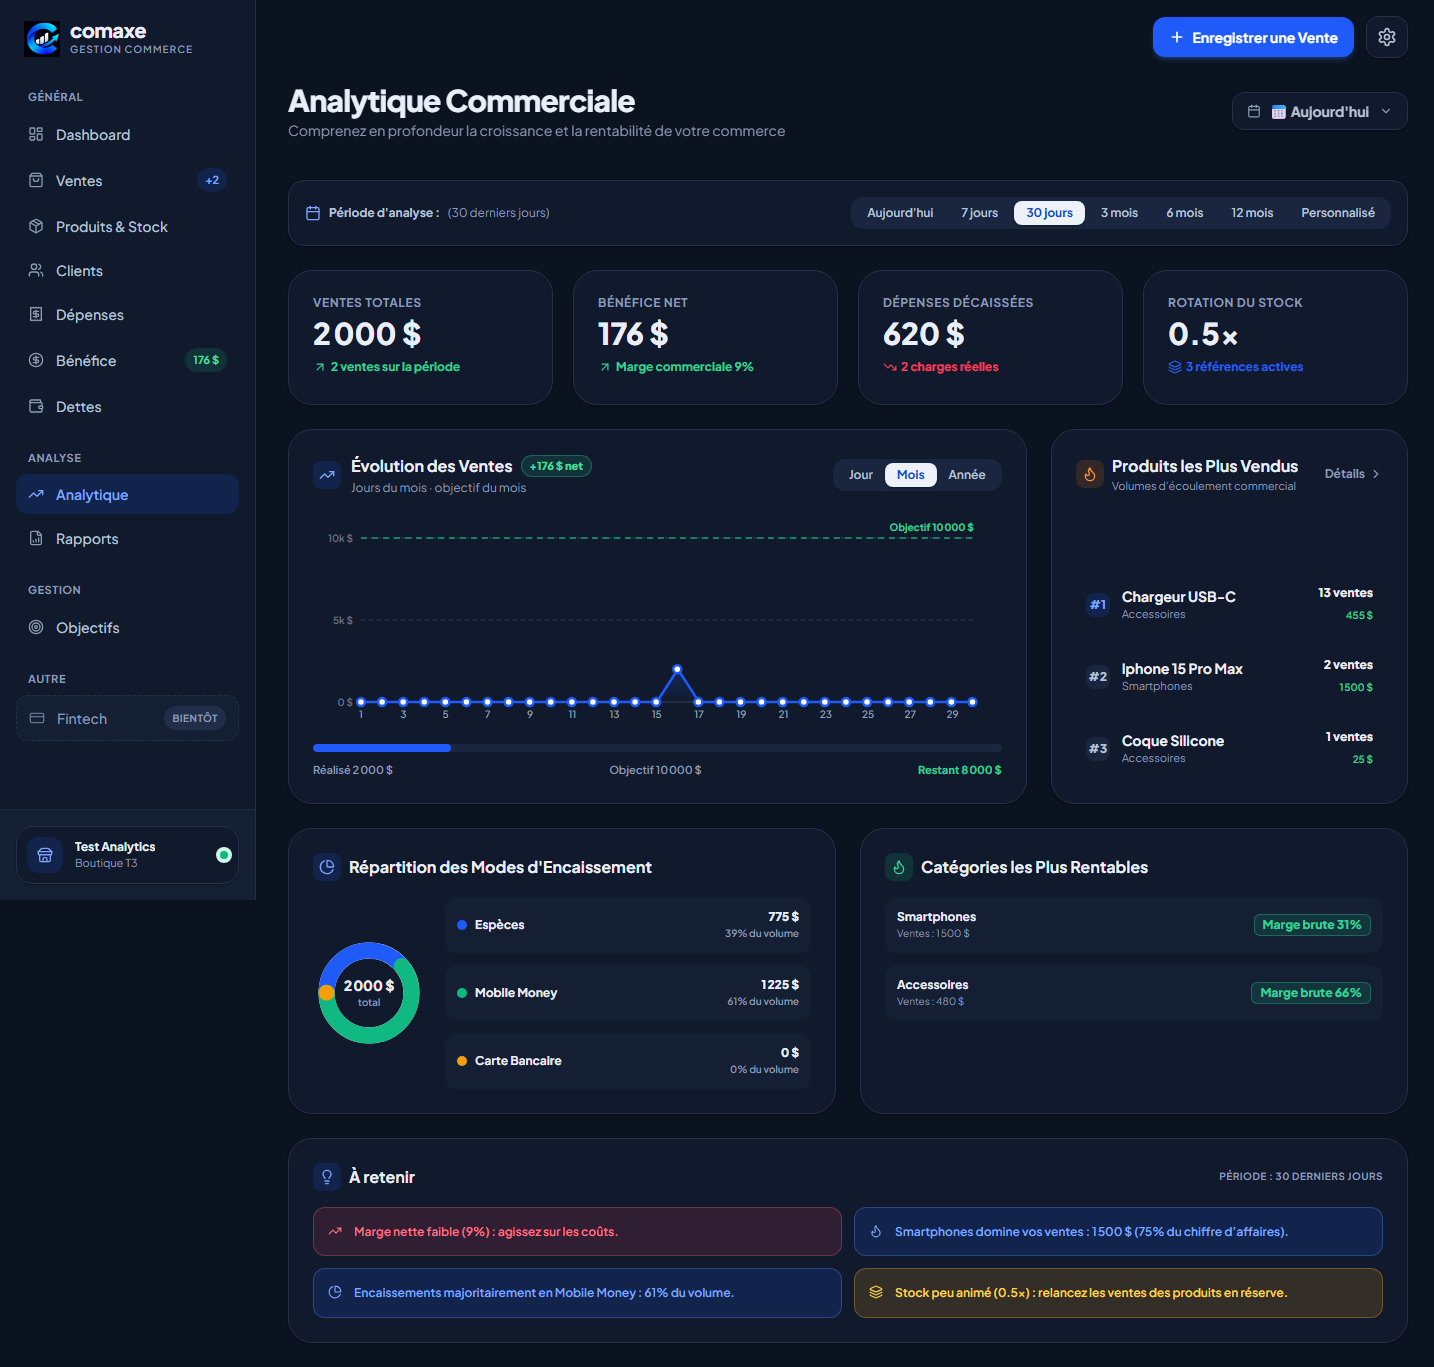 comaxe
GESTION COMMERCE
GÉNÉRAL
Dashboard
Ventes +2
Produits & Stock
Clients
Dépenses
Bénéfice 176 $
Dettes
ANALYSE
Analytique
Rapports
GESTION
Objectifs
AUTRE
Fintech BIENTÔT
Test Analytics
Boutique T3
+ Enregistrer une Vente
Analytique Commerciale
Comprenez en profondeur la croissance et la rentabilité de votre commerce
Aujourd'hui
Période d'analyse : (30 derniers jours)
Aujourd'hui 7 jours 30 jours 3 mois 6 mois 12 mois Personnalisé
VENTES TOTALES
2 000 $
2 ventes sur la période
BÉNÉFICE NET
176 $
Marge commerciale 9%
DÉPENSES DÉCAISSÉES
620 $
2 charges réelles
ROTATION DU STOCK
0.5×
3 références actives
Évolution des Ventes +176 $ net
Jours du mois · objectif du mois
Jour Mois Année
Objectif 10 000 $
10k $
5k $
0 $
1 3 5 7 9 11 13 15 17 19 21 23 25 27 29
Réalisé 2 000 $ Objectif 10 000 $ Restant 8 000 $
Produits les Plus Vendus
Volumes d'écoulement commercial
Détails
#1 Chargeur USB-C 13 ventes
Accessoires 455 $
#2 Iphone 15 Pro Max 2 ventes
Smartphones 1 500 $
#3 Coque Silicone 1 ventes
Accessoires 25 $
Répartition des Modes d'Encaissement
2 000 $
total
Espèces 775 $
39% du volume
Mobile Money 1 225 $
61% du volume
Carte Bancaire 0 $
0% du volume
Catégories les Plus Rentables
Smartphones
Ventes : 1 500 $
Marge brute 31%
Accessoires
Ventes : 480 $
Marge brute 66%
À retenir
PÉRIODE : 30 DERNIERS JOURS
Marge nette faible (9%) : agissez sur les coûts.
Smartphones domine vos ventes : 1 500 $ (75% du chiffre d’affaires).
Encaissements majoritairement en Mobile Money : 61% du volume.
Stock peu animé (0.5×) : relancez les ventes des produits en réserve.